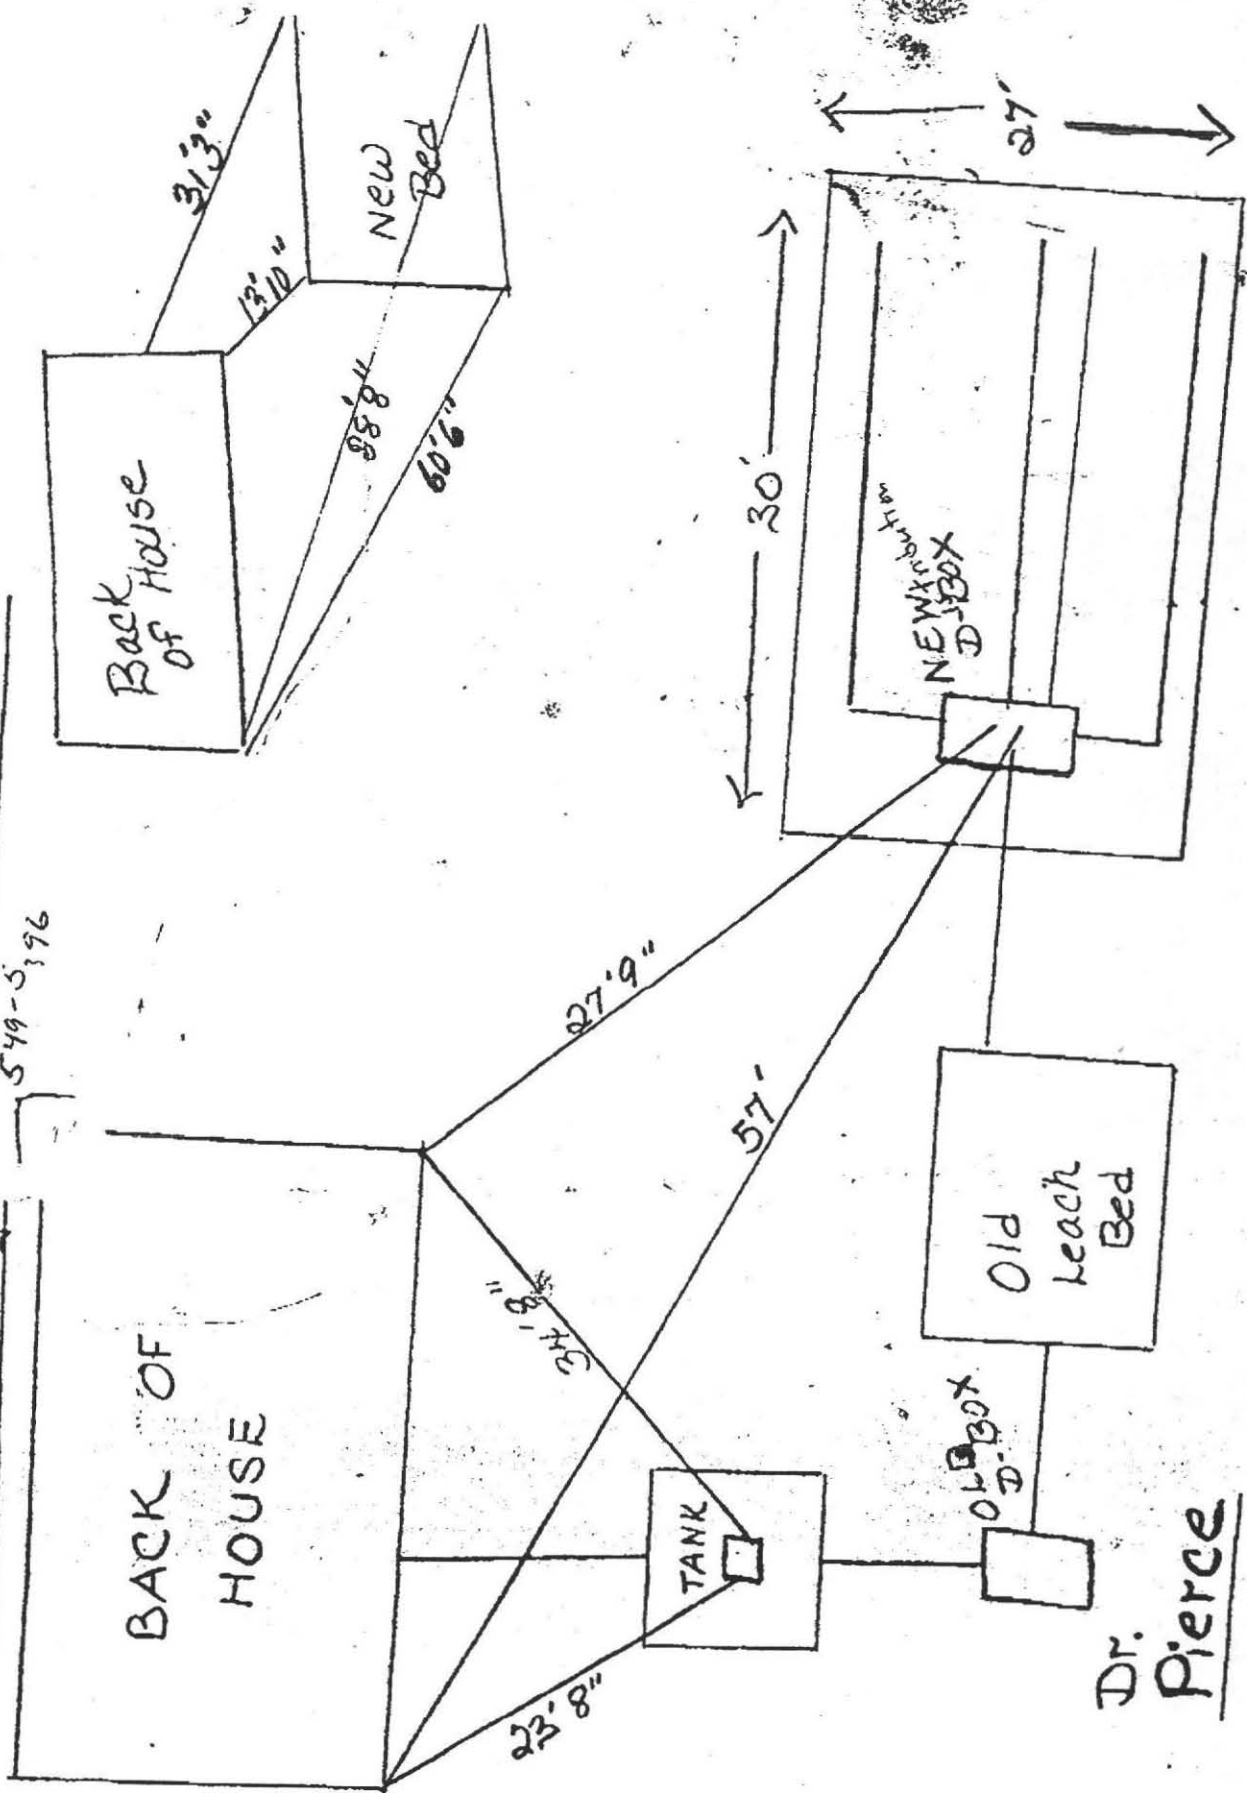 549-5396
BACK OF
HOUSE
23'8"
34'8"
27'9"
57'
TANK
OLD
D-BOX
Old
Leach
Bed
Dr.
Pierce
Back
of House
31'3"
13'
10"
New
Bed
88'8"
60'6"
30'
27'
NEW
D-BOX